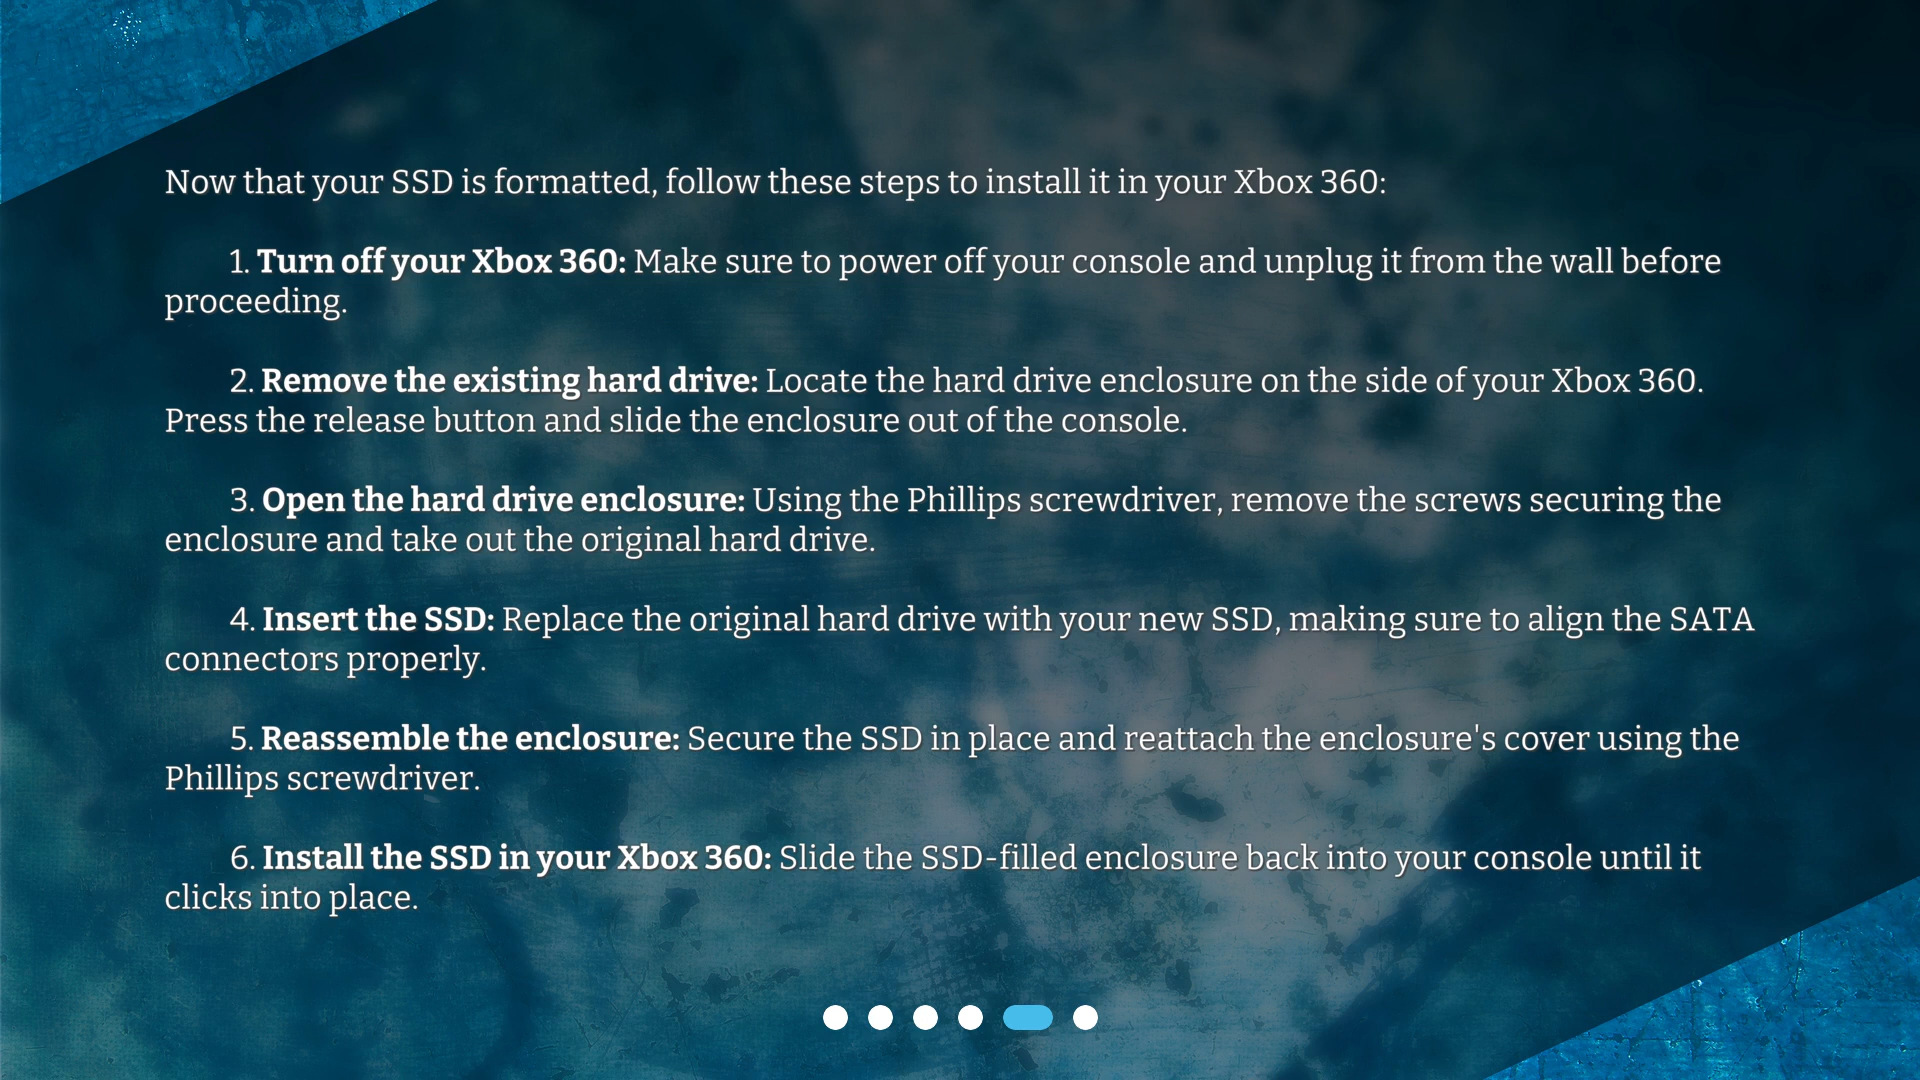 Now that your SSD is formatted, follow these steps to install it in your Xbox 360:
1. Turn off your Xbox 360: Make sure to power off your console and unplug it from the wall before
proceeding.
2. Remove the existing hard drive: Locate the hard drive enclosure on the side of your Xbox 360.
Press the release button and slide the enclosure out of the console.
3. Open the hard drive enclosure: Using the Phillips screwdriver, remove the screws securing the
enclosure and take out the original hard drive.
4. Insert the SSD: Replace the original hard drive with your new SSD, making sure to align the SATA
connectors properly.
5. Reassemble the enclosure: Secure the SSD in place and reattach the enclosure's cover using the
Phillips screwdriver.
6. Install the SSD in your Xbox 360: Slide the SSD-filled enclosure back into your console until it
clicks into place.